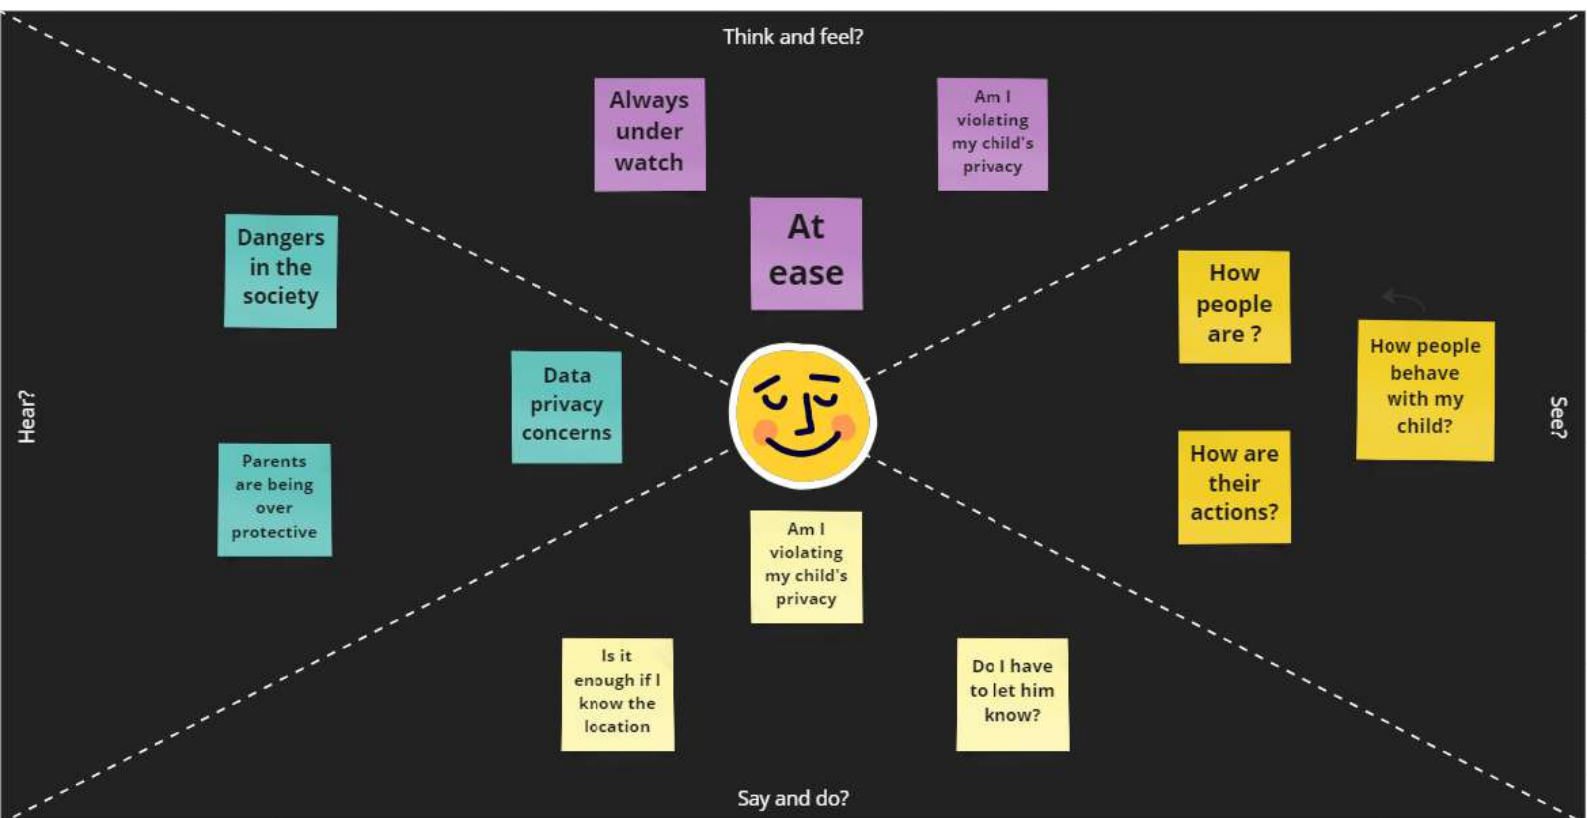 Think and feel?
Always
under
watch
Am I
violating
my child's
privacy
At
ease
Hear?
Dangers
in the
society
Data
privacy
concerns
Parents
are being
over
protective
See?
How
people
are ?
How people
behave
with my
child?
How are
their
actions?
Am I
violating
my child's
privacy
Is it
enough if I
know the
location
Do I have
to let him
know?
Say and do?